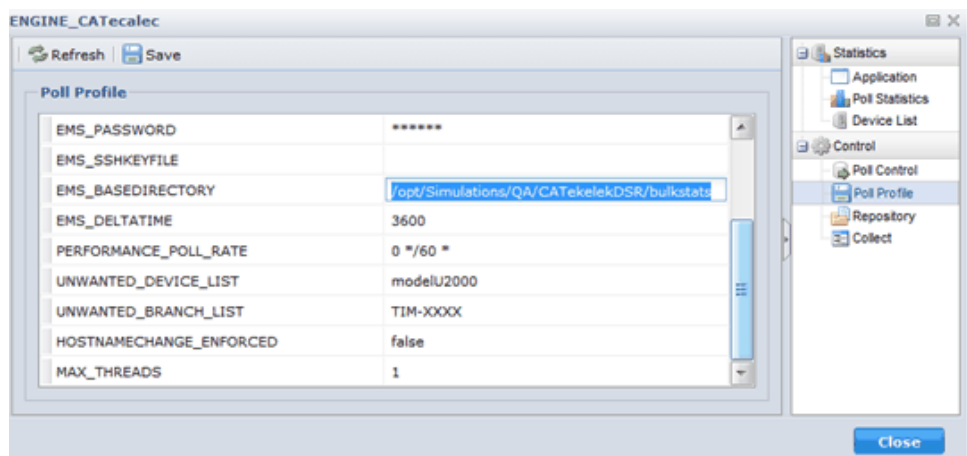 ENGINE_CATecalec
Refresh Save
Poll Profile
EMS_PASSWORD ******
EMS_SSHKEYFILE
EMS_BASEDIRECTORY /opt/Simulations/QA/CATekelekDSR/bulkstats
EMS_DELTATIME 3600
PERFORMANCE_POLL_RATE 0 */60 *
UNWANTED_DEVICE_LIST modelU2000
UNWANTED_BRANCH_LIST TIM-XXXX
HOSTNAMECHANGE_ENFORCED false
MAX_THREADS 1
Statistics
Application
Poll Statistics
Device List
Control
Poll Control
Poll Profile
Repository
Collect
Close